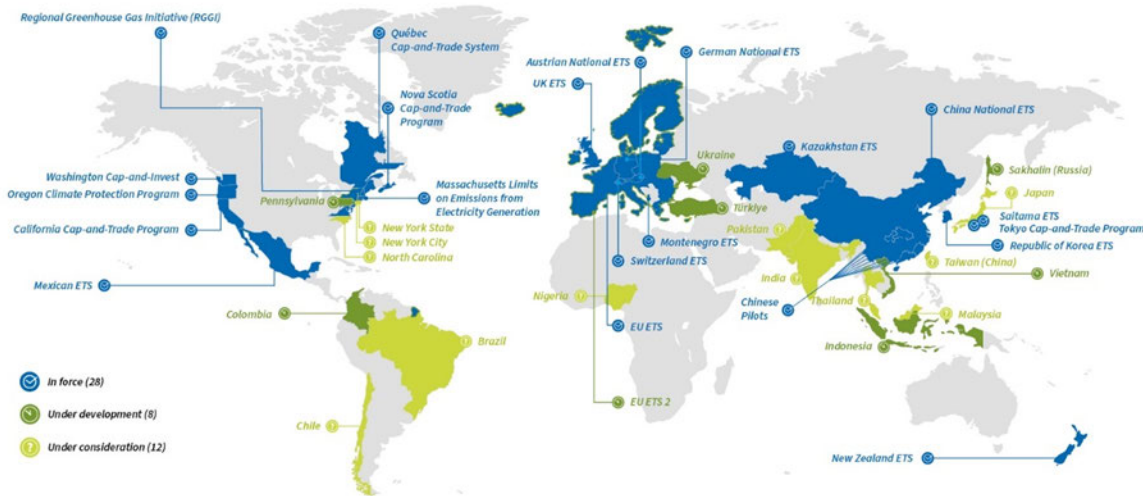 Regional Greenhouse Gas Initiative (RGGI)
Québec
Cap-and-Trade System
Nova Scotia
Cap-and-Trade
Program
Washington Cap-and-Invest
Oregon Climate Protection Program
California Cap-and-Trade Program
Mexican ETS
Pennsylvania
Massachusetts Limits
on Emissions from
Electricity Generation
New York State
New York City
North Carolina
Colombia
Brazil
Chile
Austrian National ETS
German National ETS
UK ETS
Ukraine
Türkiye
Montenegro ETS
Switzerland ETS
Nigeria
EU ETS
EU ETS 2
Kazakhstan ETS
China National ETS
Sakhalin (Russia)
Japan
Saitama ETS
Tokyo Cap-and-Trade Program
Republic of Korea ETS
Pakistan
India
Taiwan (China)
Vietnam
Chinese
Pilots
Thailand
Malaysia
Indonesia
New Zealand ETS
In force (28)
Under development (8)
Under consideration (12)